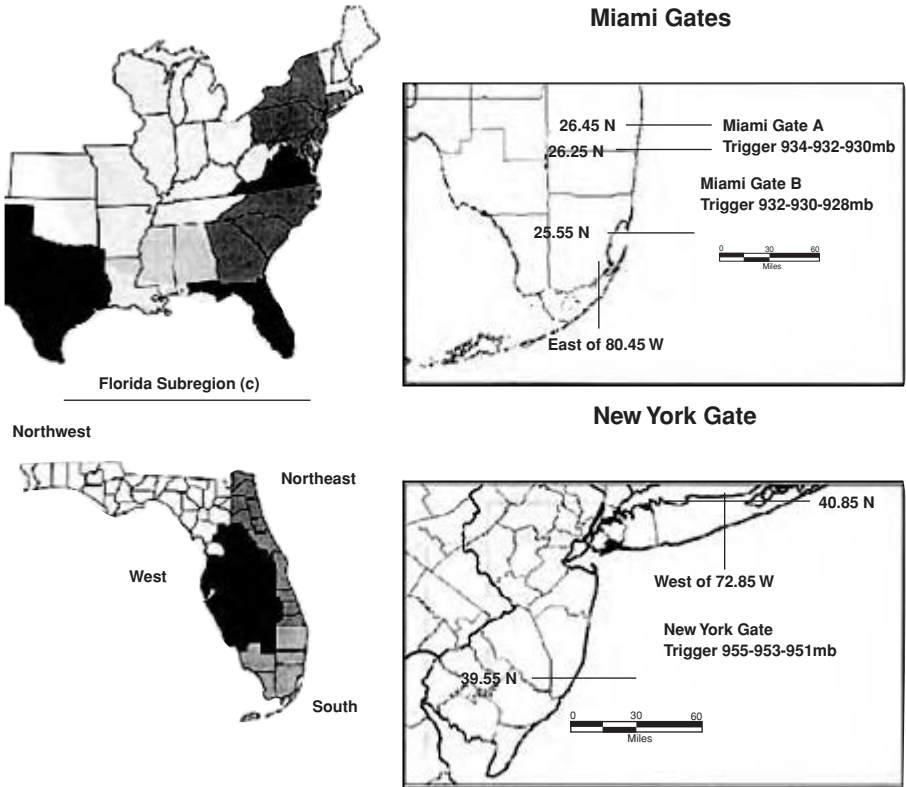 Miami Gates
26.45 N
Miami Gate A
Trigger 934-932-930mb
26.25 N
Miami Gate B
Trigger 932-930-928mb
25.55 N
0 30 60
Miles
East of 80.45 W
Florida Subregion (c)
Northwest
Northeast
West
South
New York Gate
40.85 N
West of 72.85 W
New York Gate
Trigger 955-953-951mb
39.55 N
0 30 60
Miles